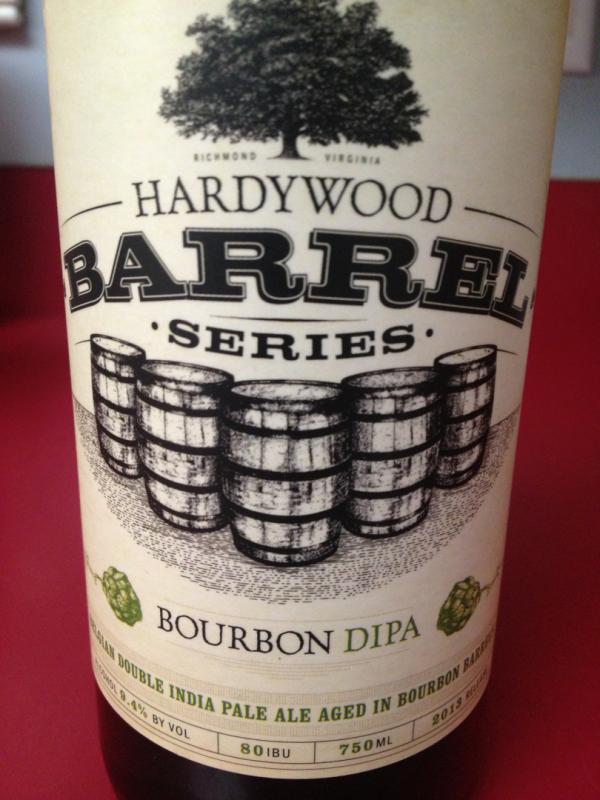 RICHMOND VIRGINIA
HARDYWOOD
BARREL
·SERIES·
BOURBON DIPA
DOUBLE INDIA PALE ALE AGED IN BOURBON
ALCOHOL 9.4% BY VOL
80 IBU
750ML
2013